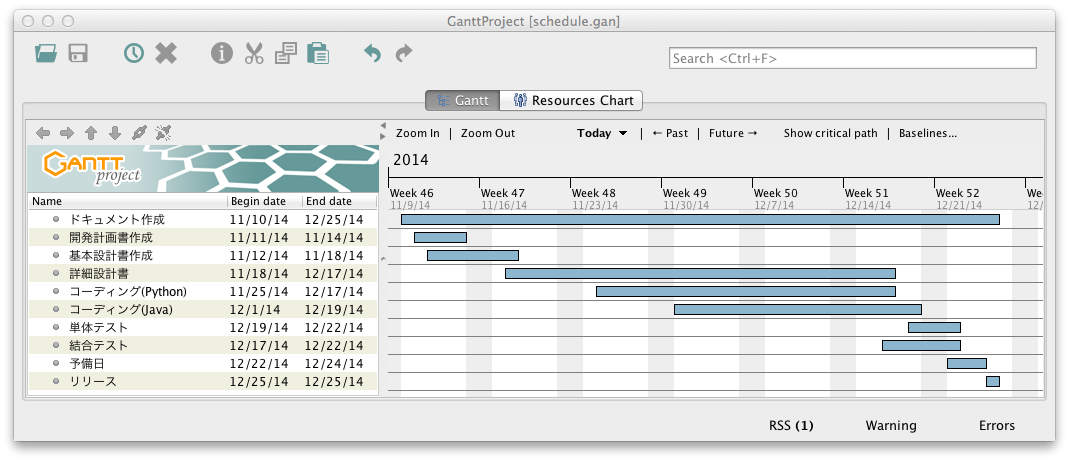 GanttProject [schedule.gan]
Search <Ctrl+F>
Gantt Resources Chart
Zoom In | Zoom Out Today | ← Past | Future → Show critical path | Baselines...
GANTT project
2014
Week 46 Week 47 Week 48 Week 49 Week 50 Week 51 Week 52 We
11/9/14 11/16/14 11/23/14 11/30/14 12/7/14 12/14/14 12/21/14 12/
Name Begin date End date
ドキュメント作成 11/10/14 12/25/14
開発計画書作成 11/11/14 11/14/14
基本設計書作成 11/12/14 11/18/14
詳細設計書 11/18/14 12/17/14
コーディング(Python) 11/25/14 12/17/14
コーディング(Java) 12/1/14 12/19/14
単体テスト 12/19/14 12/22/14
結合テスト 12/17/14 12/22/14
予備日 12/22/14 12/24/14
リリース 12/25/14 12/25/14
RSS (1) Warning Errors